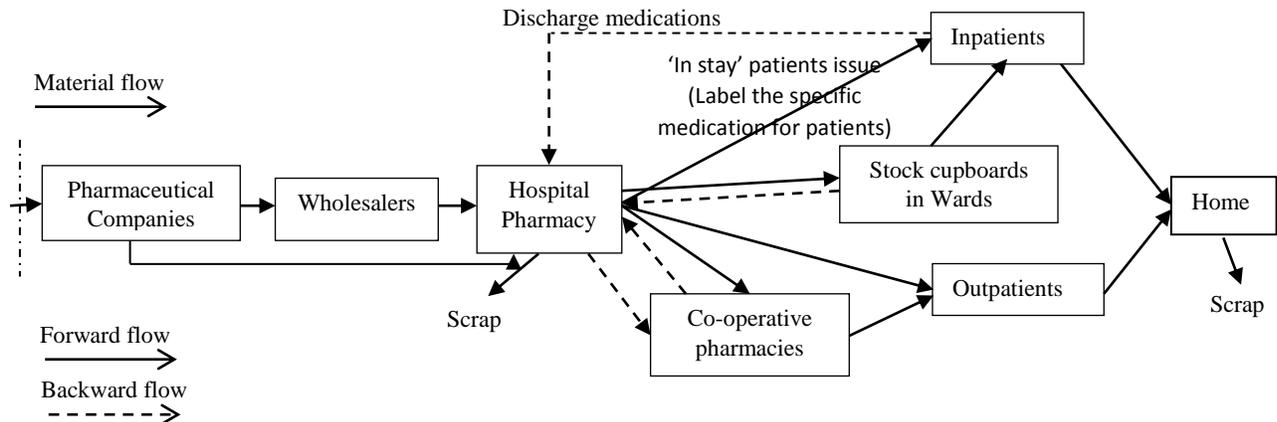 Discharge medications
Inpatients
Material flow
‘In stay’ patients issue
(Label the specific
medication for patients)
Pharmaceutical
Companies
Wholesalers
Hospital
Pharmacy
Stock cupboards
in Wards
Home
Outpatients
Scrap
Co-operative
pharmacies
Scrap
Forward flow
Backward flow